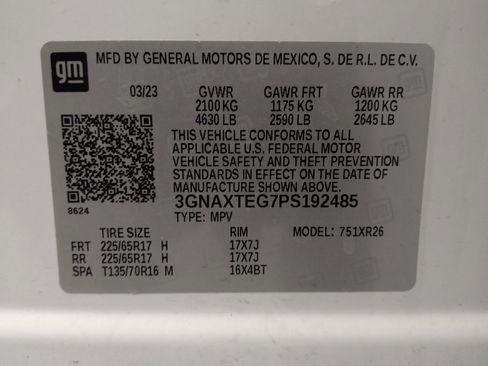 gm
MFD BY GENERAL MOTORS DE MEXICO, S. DE R.L. DE C.V.
03/23 GVWR GAWR FRT GAWR RR
2100 KG 1175 KG 1200 KG
4630 LB 2590 LB 2645 LB
THIS VEHICLE CONFORMS TO ALL
APPLICABLE U.S. FEDERAL MOTOR
VEHICLE SAFETY AND THEFT PREVENTION
STANDARDS IN EFFECT ON THE DATE OF
MANUFACTURE SHOWN ABOVE.
8624
3GNAXTEG7PS192485
TYPE: MPV
TIRE SIZE RIM MODEL: 751XR26
FRT 225/65R17 H 17X7J
RR 225/65R17 H 17X7J
SPA T135/70R16 M 16X4BT